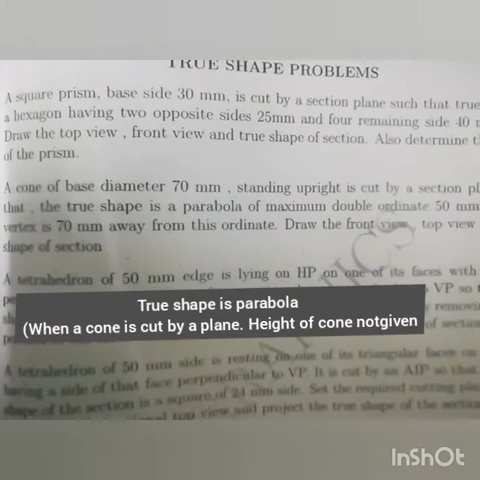 TRUE SHAPE PROBLEMS
A square prism, base side 30 mm, is cut by a section plane such that true
a hexagon having two opposite sides 25mm and four remaining side 40
Draw the top view , front view and true shape of section. Also determine
of the prism.
A cone of base diameter 70 mm , standing upright is cut by a section
that , the true shape is a parabola of maximum double ordinate 50 mm
vertex is 70 mm away from this ordinate. Draw the front view, top view
shape of section
A tetrahedron of 50 mm edge is lying on HP on one of its faces with
VP so
True shape is parabola
(When a cone is cut by a plane. Height of cone notgiven
of
A tetrahedron of 50 mm side is resting on one of its triangular faces on
having a side of that face perpendicular to VP. It is cut by an AIP so that
shape of the section is a square of 24 mm side. Set the required cutting
top view and project the true shape of the section
InShOt